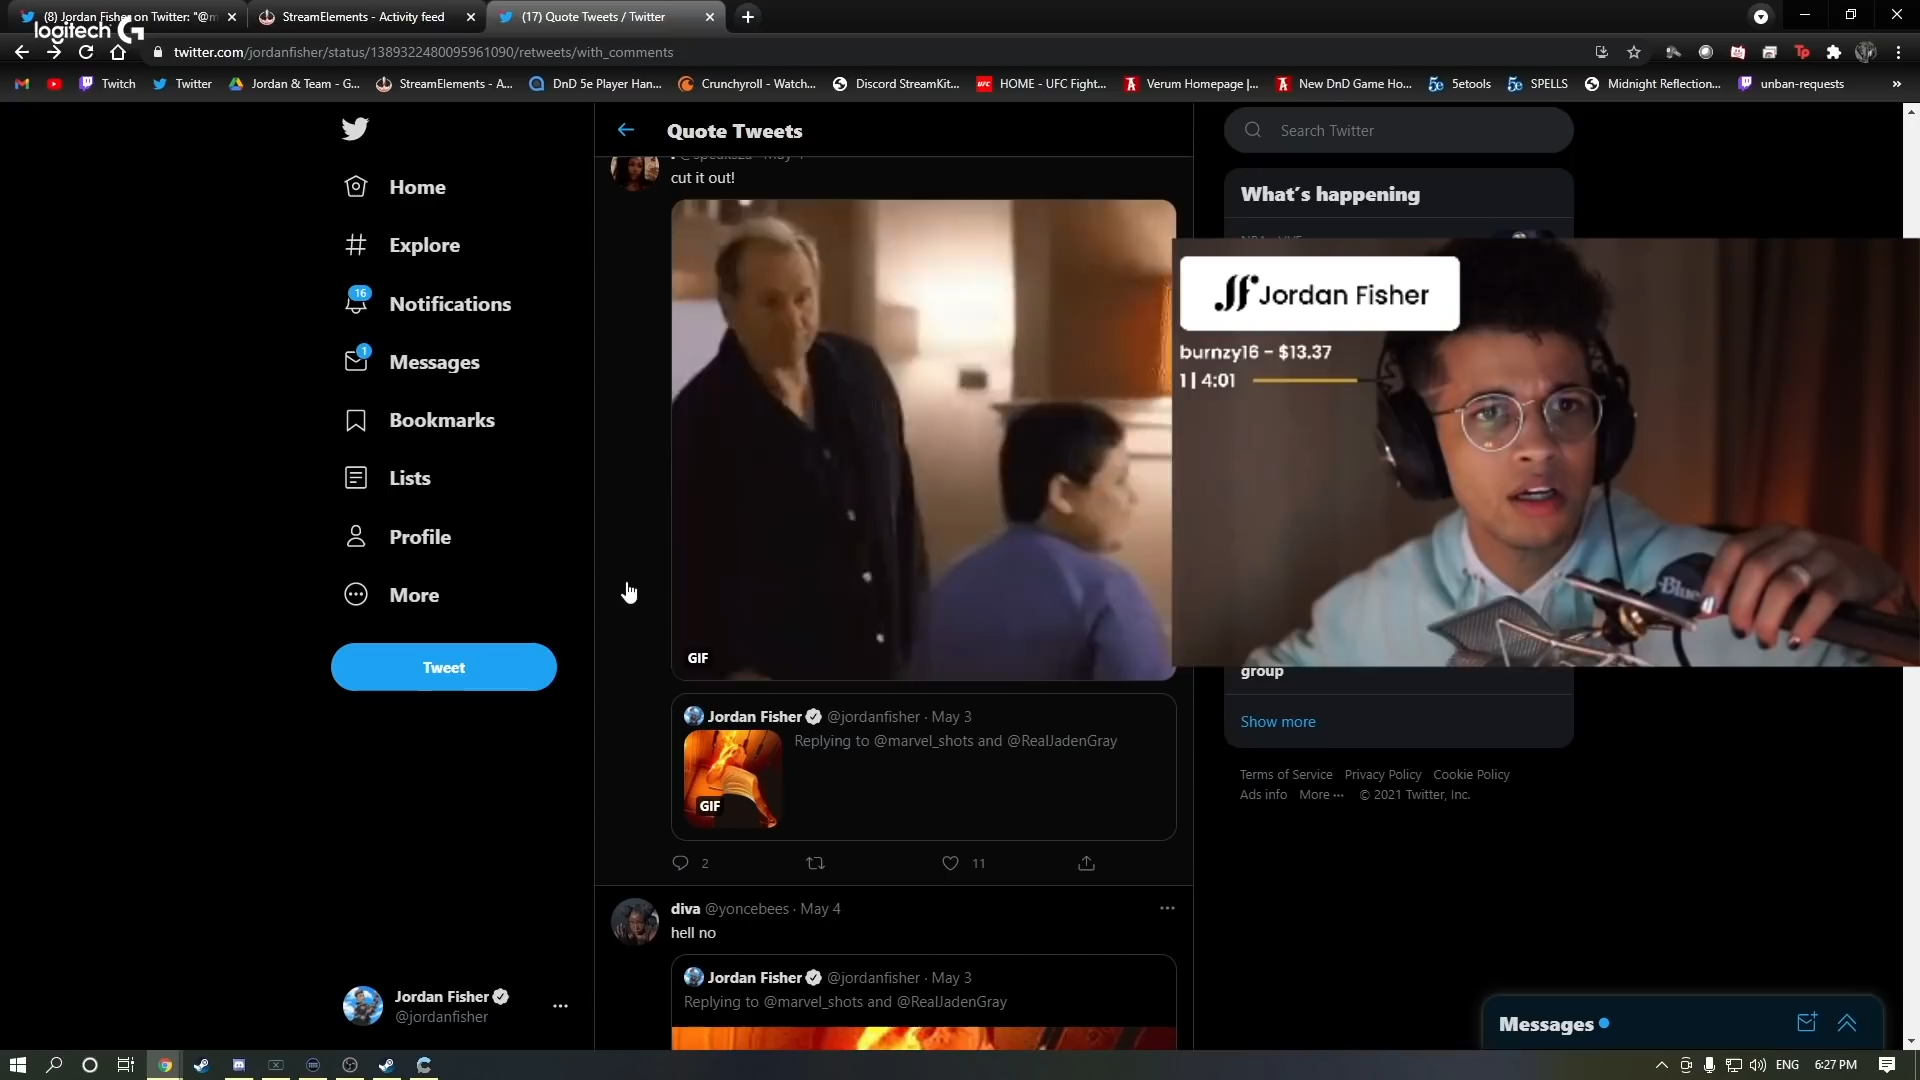 (8) Jordan Fisher on Twitter: "@m
StreamElements - Activity feed
(17) Quote Tweets / Twitter
logitech G
twitter.com/jordanfisher/status/1389322480095961090/retweets/with_comments
Twitch
Twitter
Jordan & Team - G...
StreamElements - A...
DnD 5e Player Han...
Crunchyroll - Watch...
Discord StreamKit...
UFC
HOME - UFC Fight...
Verum Homepage |...
New DnD Game Ho...
5e
5etools
5e
SPELLS
Midnight Reflection...
unban-requests
»
Quote Tweets
Search Twitter
Home
Explore
16
Notifications
1
Messages
Bookmarks
Lists
Profile
More
Tweet
Jordan Fisher
@jordanfisher
cut it out!
GIF
Jordan Fisher @jordanfisher · May 3
Replying to @marvel_shots and @RealJadenGray
GIF
2
11
diva @yoncebees · May 4
hell no
Jordan Fisher @jordanfisher · May 3
Replying to @marvel_shots and @RealJadenGray
What's happening
Jf Jordan Fisher
burnzy16 - $13.37
1 | 4:01
Blue
group
Show more
Terms of Service Privacy Policy Cookie Policy
Ads info More ··· © 2021 Twitter, Inc.
Messages
ENG
6:27 PM